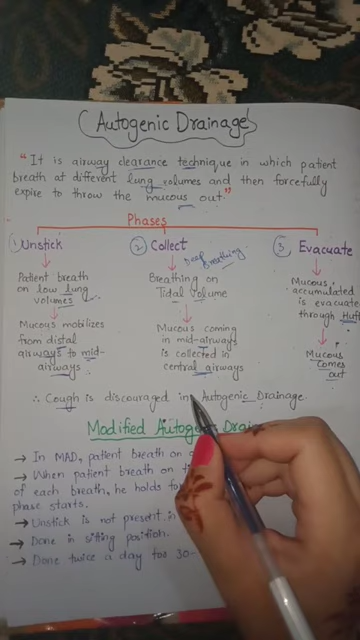 Autogenic Drainage
"It is airway clearance technique in which patient
breath at different lung volumes and then forcefully
expire to throw the mucous out."
Phases
① Unstick
Patient breath
on low lung
volumes
Mucous mobilizes
from distal
airways to mid-
airways
② Collect
Deep
Breathing
Breathing on
Tidal volume
Mucous coming
in mid-airways
is collected in
central airways
③ Evacuate
Mucous
accumulated
is evacuate
through Huff
Mucous
comes
out
∴ Cough is discouraged in Autogenic Drainage
Modified Autogenic Drain
→ In MAD, patient breath on
→ When patient breath on
of each breath, he holds for
phase starts.
→ Unstick is not present in
→ Done in sitting position.
→ Done twice a day for 30-